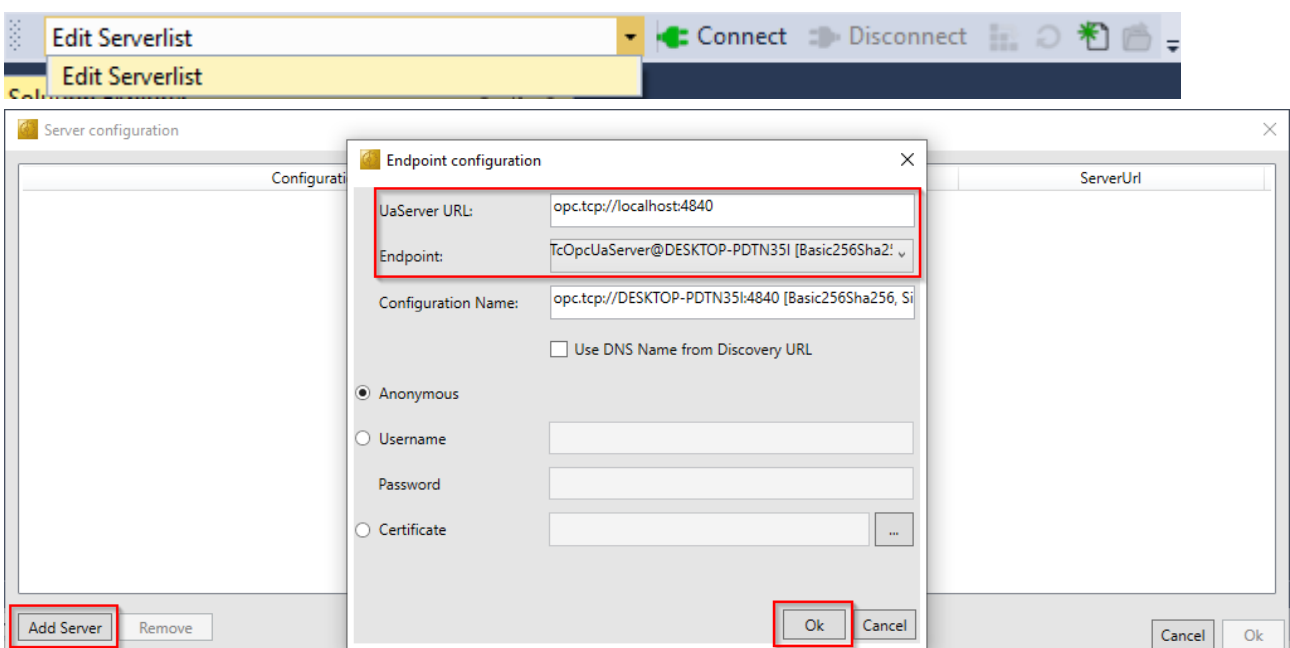 Edit Serverlist Connect Disconnect
Edit Serverlist
Server configuration
Endpoint configuration
ServerUrl
UaServer URL: opc.tcp://localhost:4840
Endpoint: TcOpcUaServer@DESKTOP-PDTN35I [Basic256Sha2
Configuration Name: opc.tcp://DESKTOP-PDTN35I:4840 [Basic256Sha256, Si
Use DNS Name from Discovery URL
Anonymous
Username
Password
Certificate ...
Ok Cancel
Add Server Remove
Cancel Ok